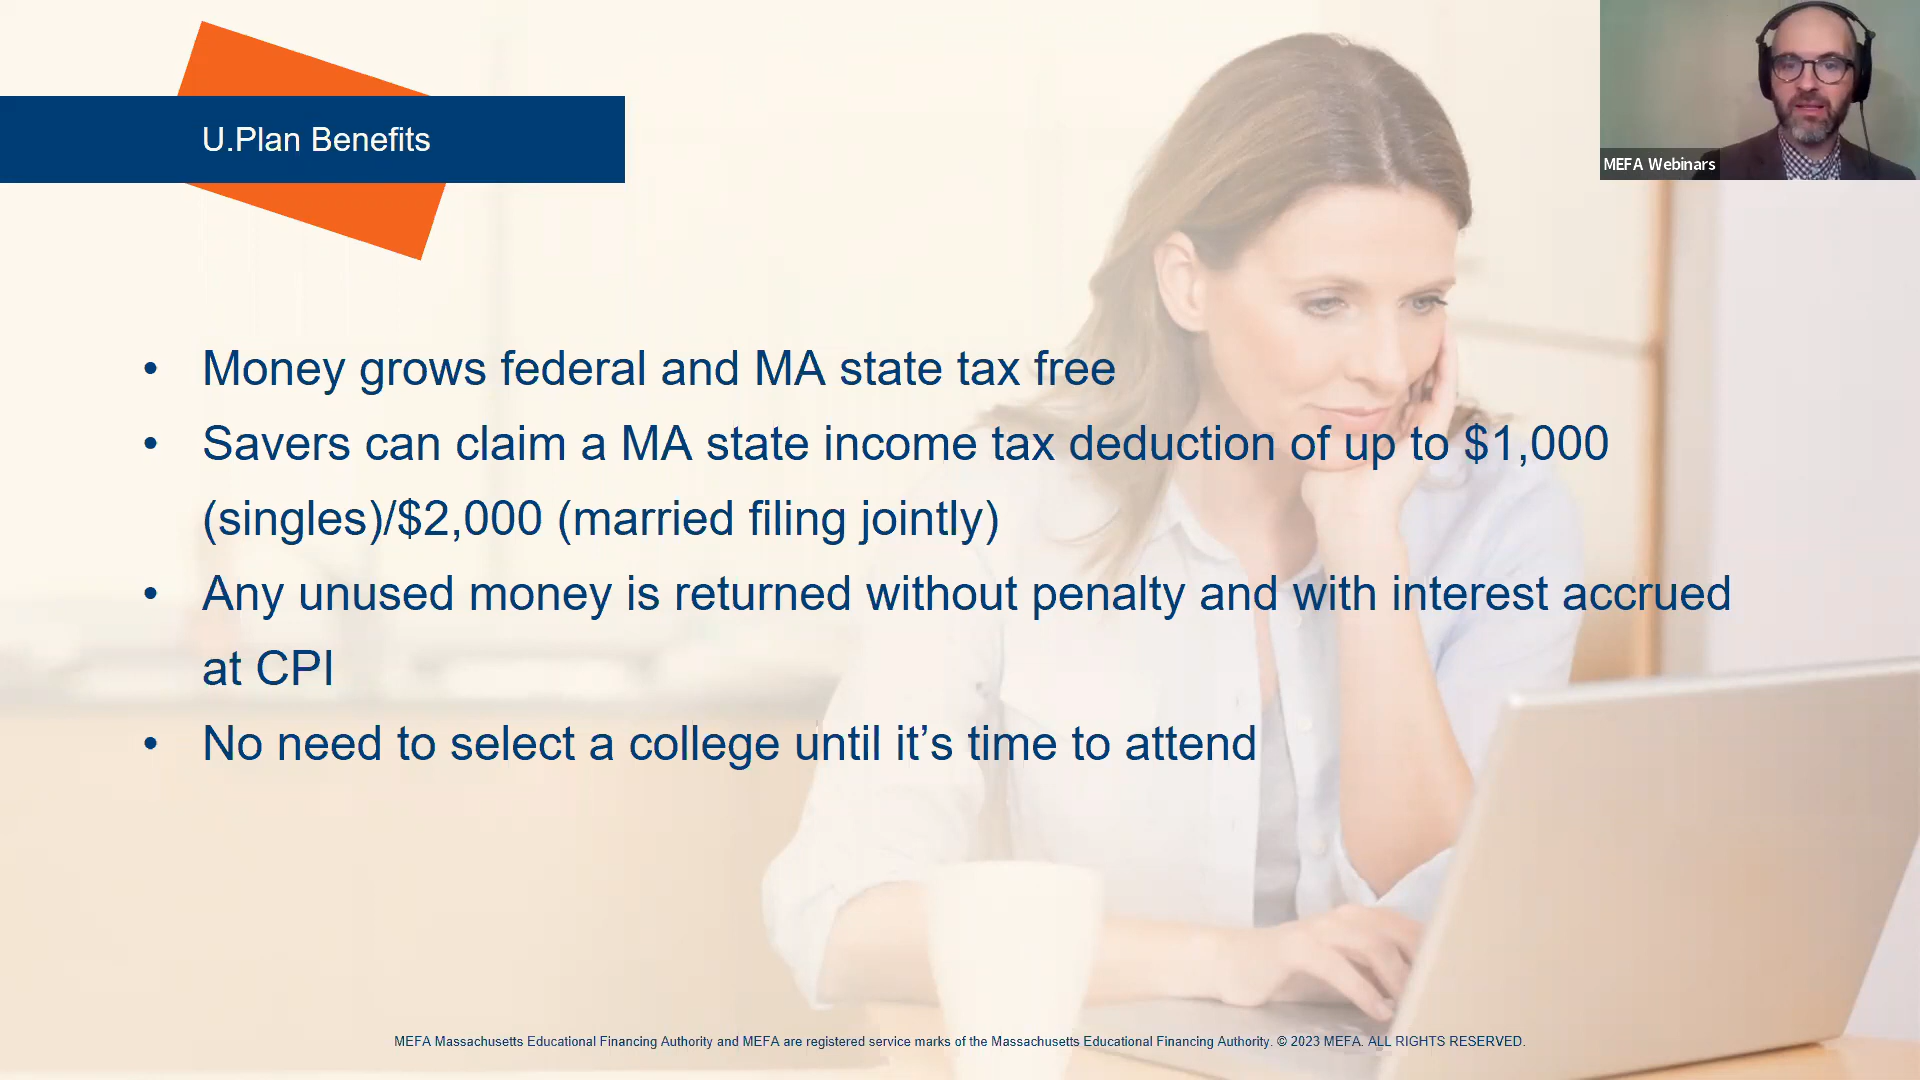 U.Plan Benefits
MEFA Webinars
• Money grows federal and MA state tax free
• Savers can claim a MA state income tax deduction of up to $1,000
(singles)/$2,000 (married filing jointly)
• Any unused money is returned without penalty and with interest accrued
at CPI
• No need to select a college until it’s time to attend
MEFA Massachusetts Educational Financing Authority and MEFA are registered service marks of the Massachusetts Educational Financing Authority. © 2023 MEFA. ALL RIGHTS RESERVED.